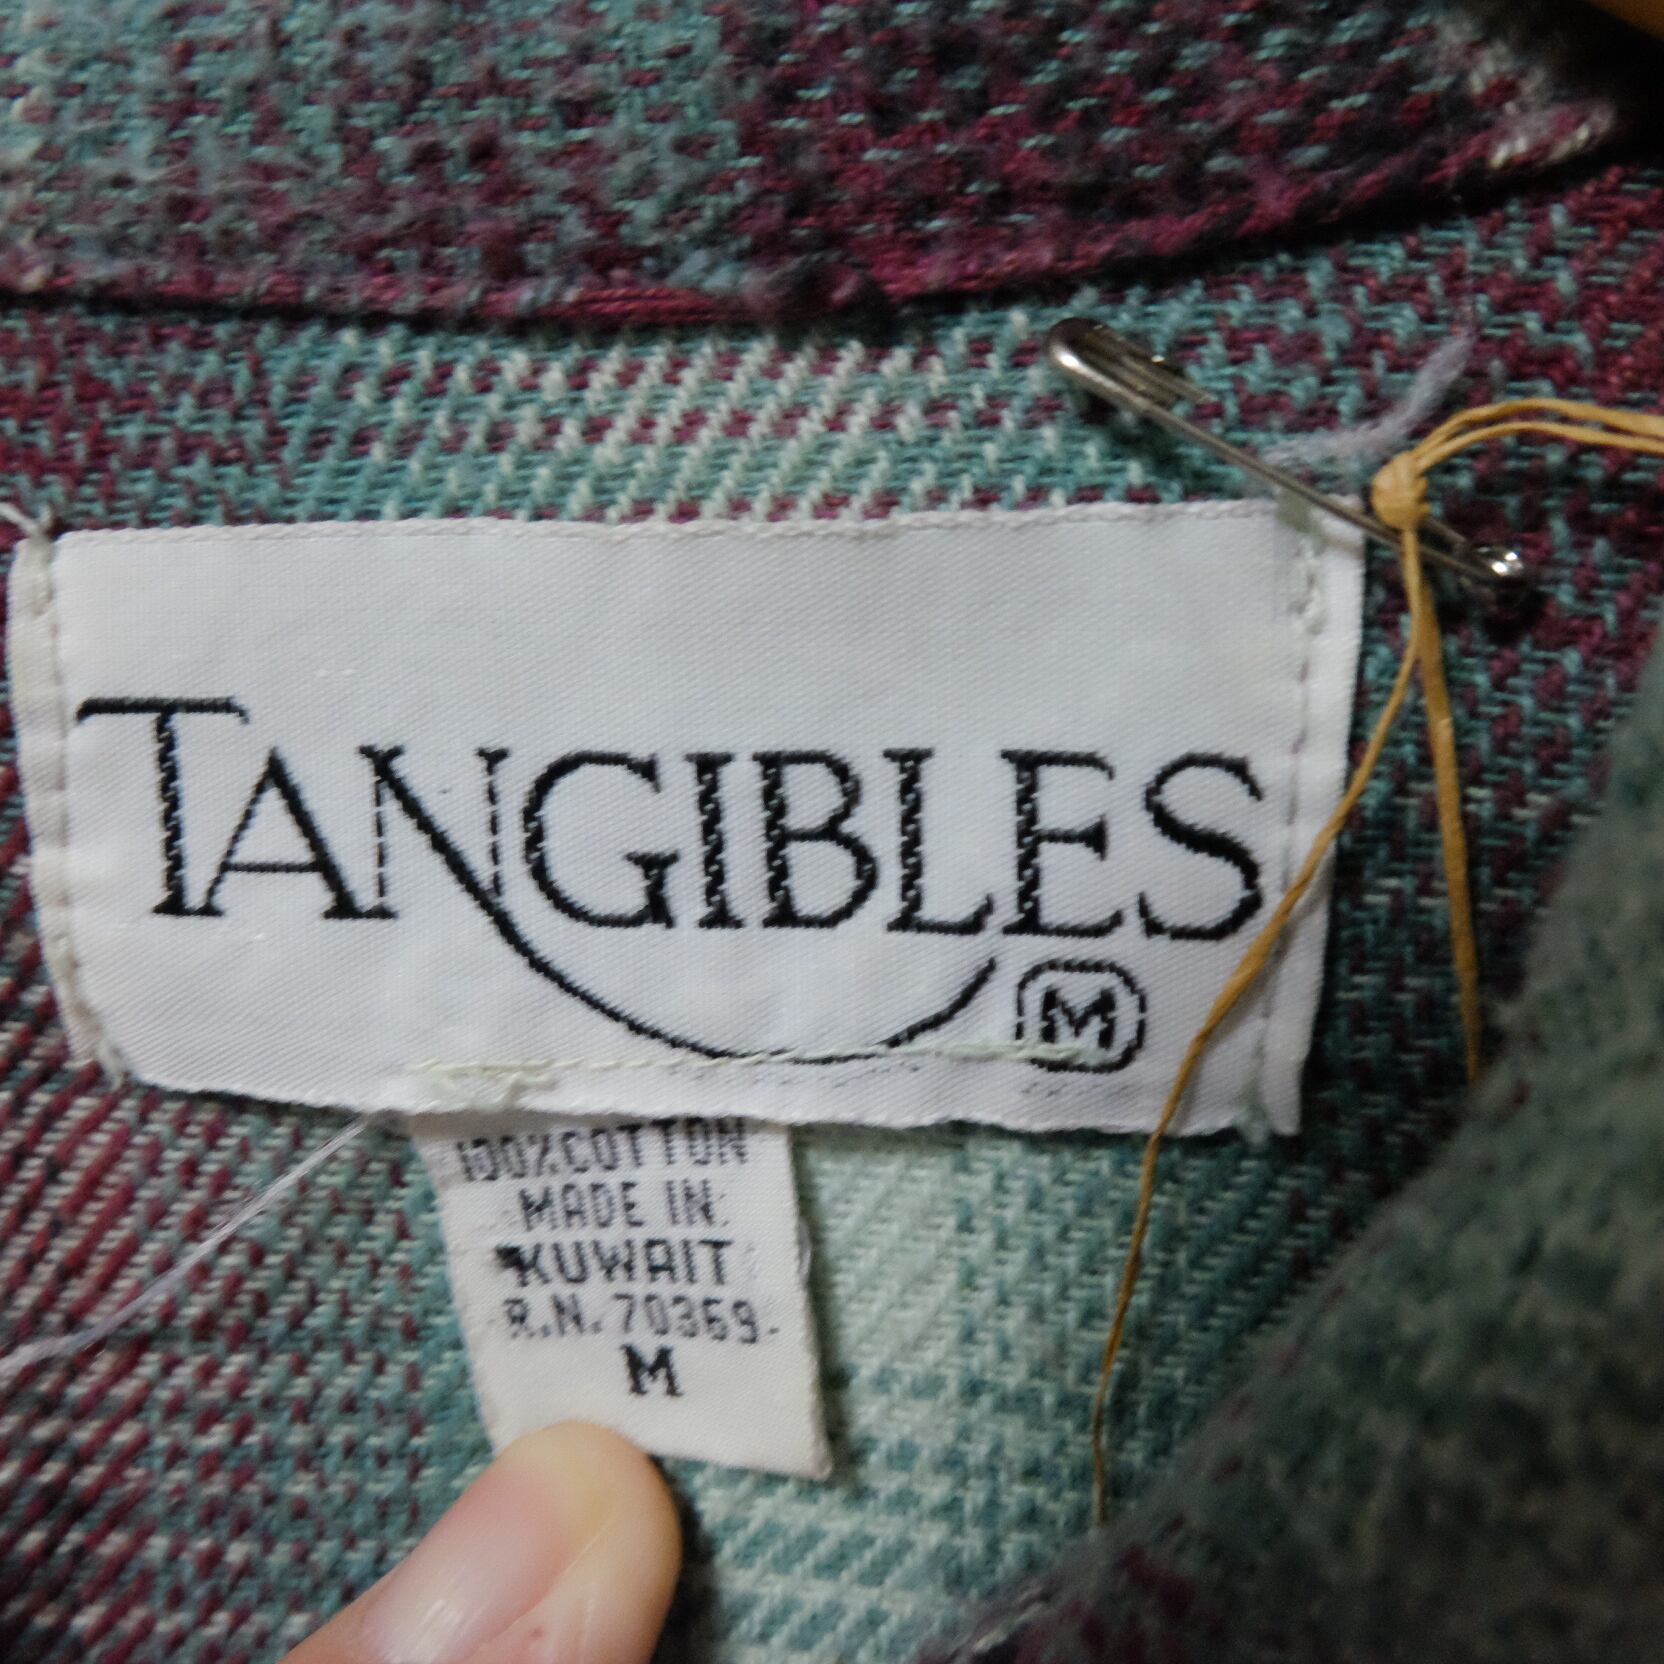 TANGIBLES
M
100% COTTON
MADE IN
KUWAIT
R.N. 70369
M